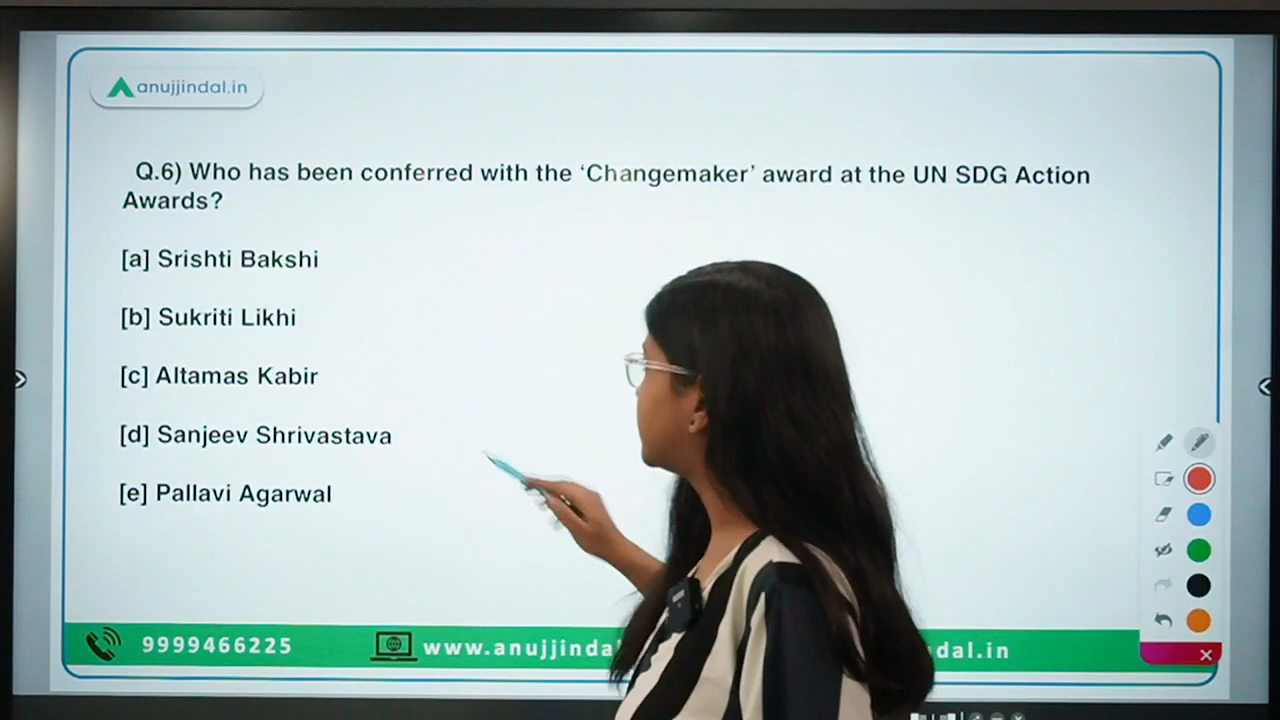 anujjindal.in
Q.6) Who has been conferred with the ‘Changemaker’ award at the UN SDG Action
Awards?
[a] Srishti Bakshi
[b] Sukriti Likhi
[c] Altamas Kabir
[d] Sanjeev Shrivastava
[e] Pallavi Agarwal
9999466225
www.anujjinda
dal.in